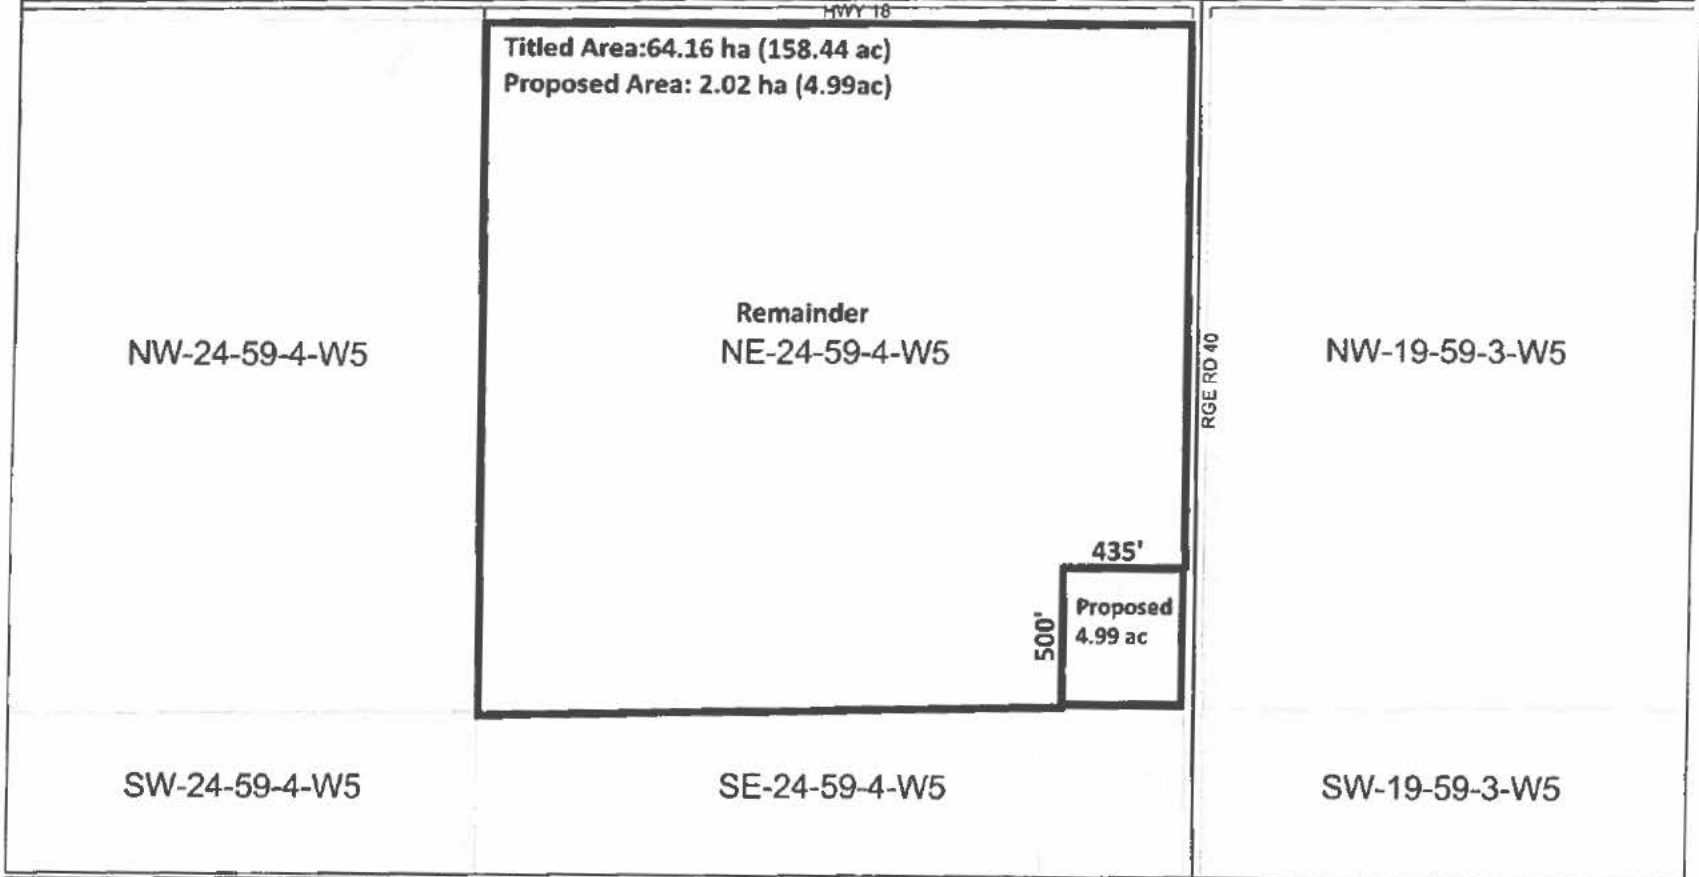 HWY 18
Titled Area:64.16 ha (158.44 ac)
Proposed Area: 2.02 ha (4.99ac)
Remainder
NW-24-59-4-W5
NE-24-59-4-W5
RGE RD 40
NW-19-59-3-W5
435'
500'
Proposed
4.99 ac
SW-24-59-4-W5
SE-24-59-4-W5
SW-19-59-3-W5